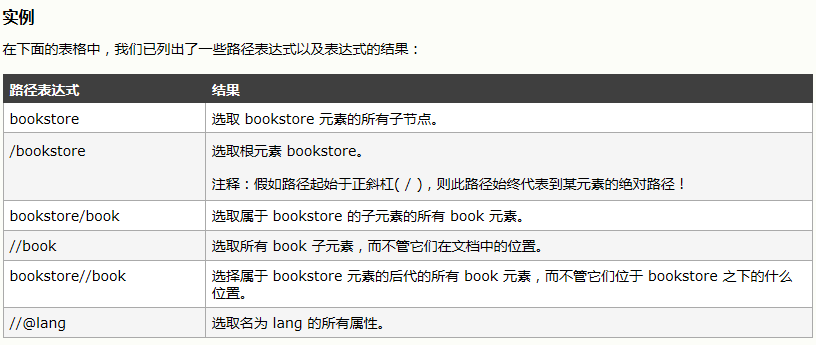 实例
在下面的表格中，我们已列出了一些路径表达式以及表达式的结果：
路径表达式 结果
bookstore 选取 bookstore 元素的所有子节点。
/bookstore 选取根元素 bookstore。
注释：假如路径起始于正斜杠( / )，则此路径始终代表到某元素的绝对路径！
bookstore/book 选取属于 bookstore 的子元素的所有 book 元素。
//book 选取所有 book 子元素，而不管它们在文档中的位置。
bookstore//book 选择属于 bookstore 元素的后代的所有 book 元素，而不管它们位于 bookstore 之下的什么
位置。
//@lang 选取名为 lang 的所有属性。